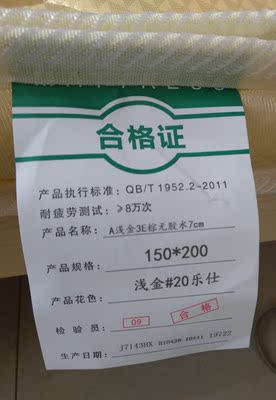 合格证
产品执行标准: QB/T 1952.2-2011
耐疲劳测试: ≥8万次
产品名称: A浅金3E棕无胶水7cm
产品规格: 150*200
产品花色: 浅金#20乐仕
检验员: 09 合格
生产日期: J7143HX